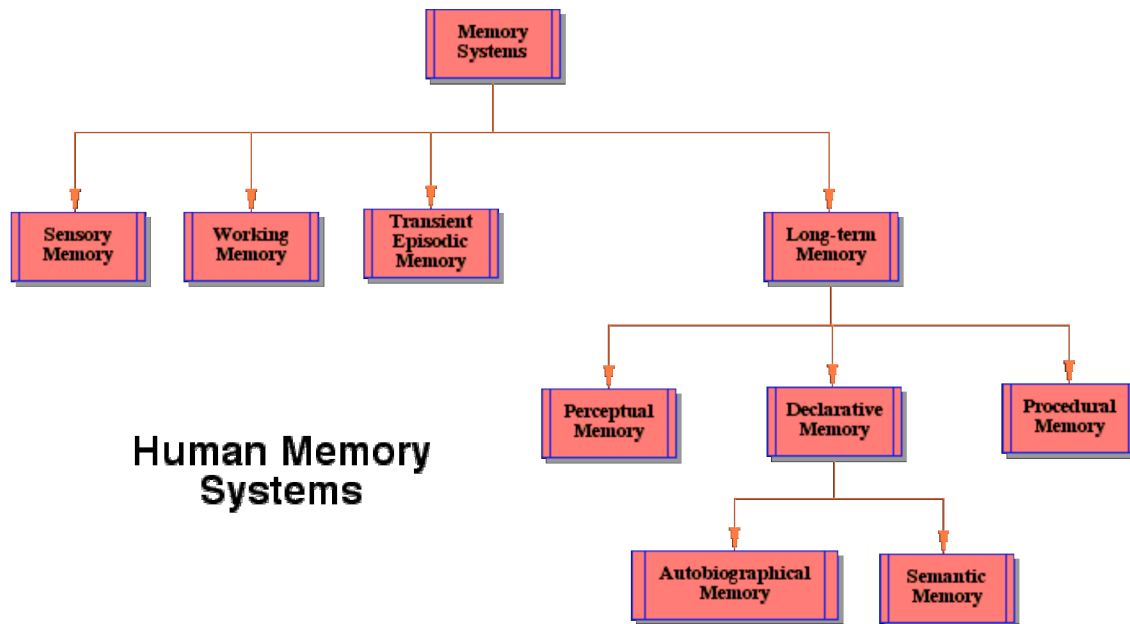 Memory
Systems
Sensory
Memory
Working
Memory
Transient
Episodic
Memory
Long-term
Memory
Perceptual
Memory
Declarative
Memory
Procedural
Memory
Human Memory
Systems
Autobiographical
Memory
Semantic
Memory